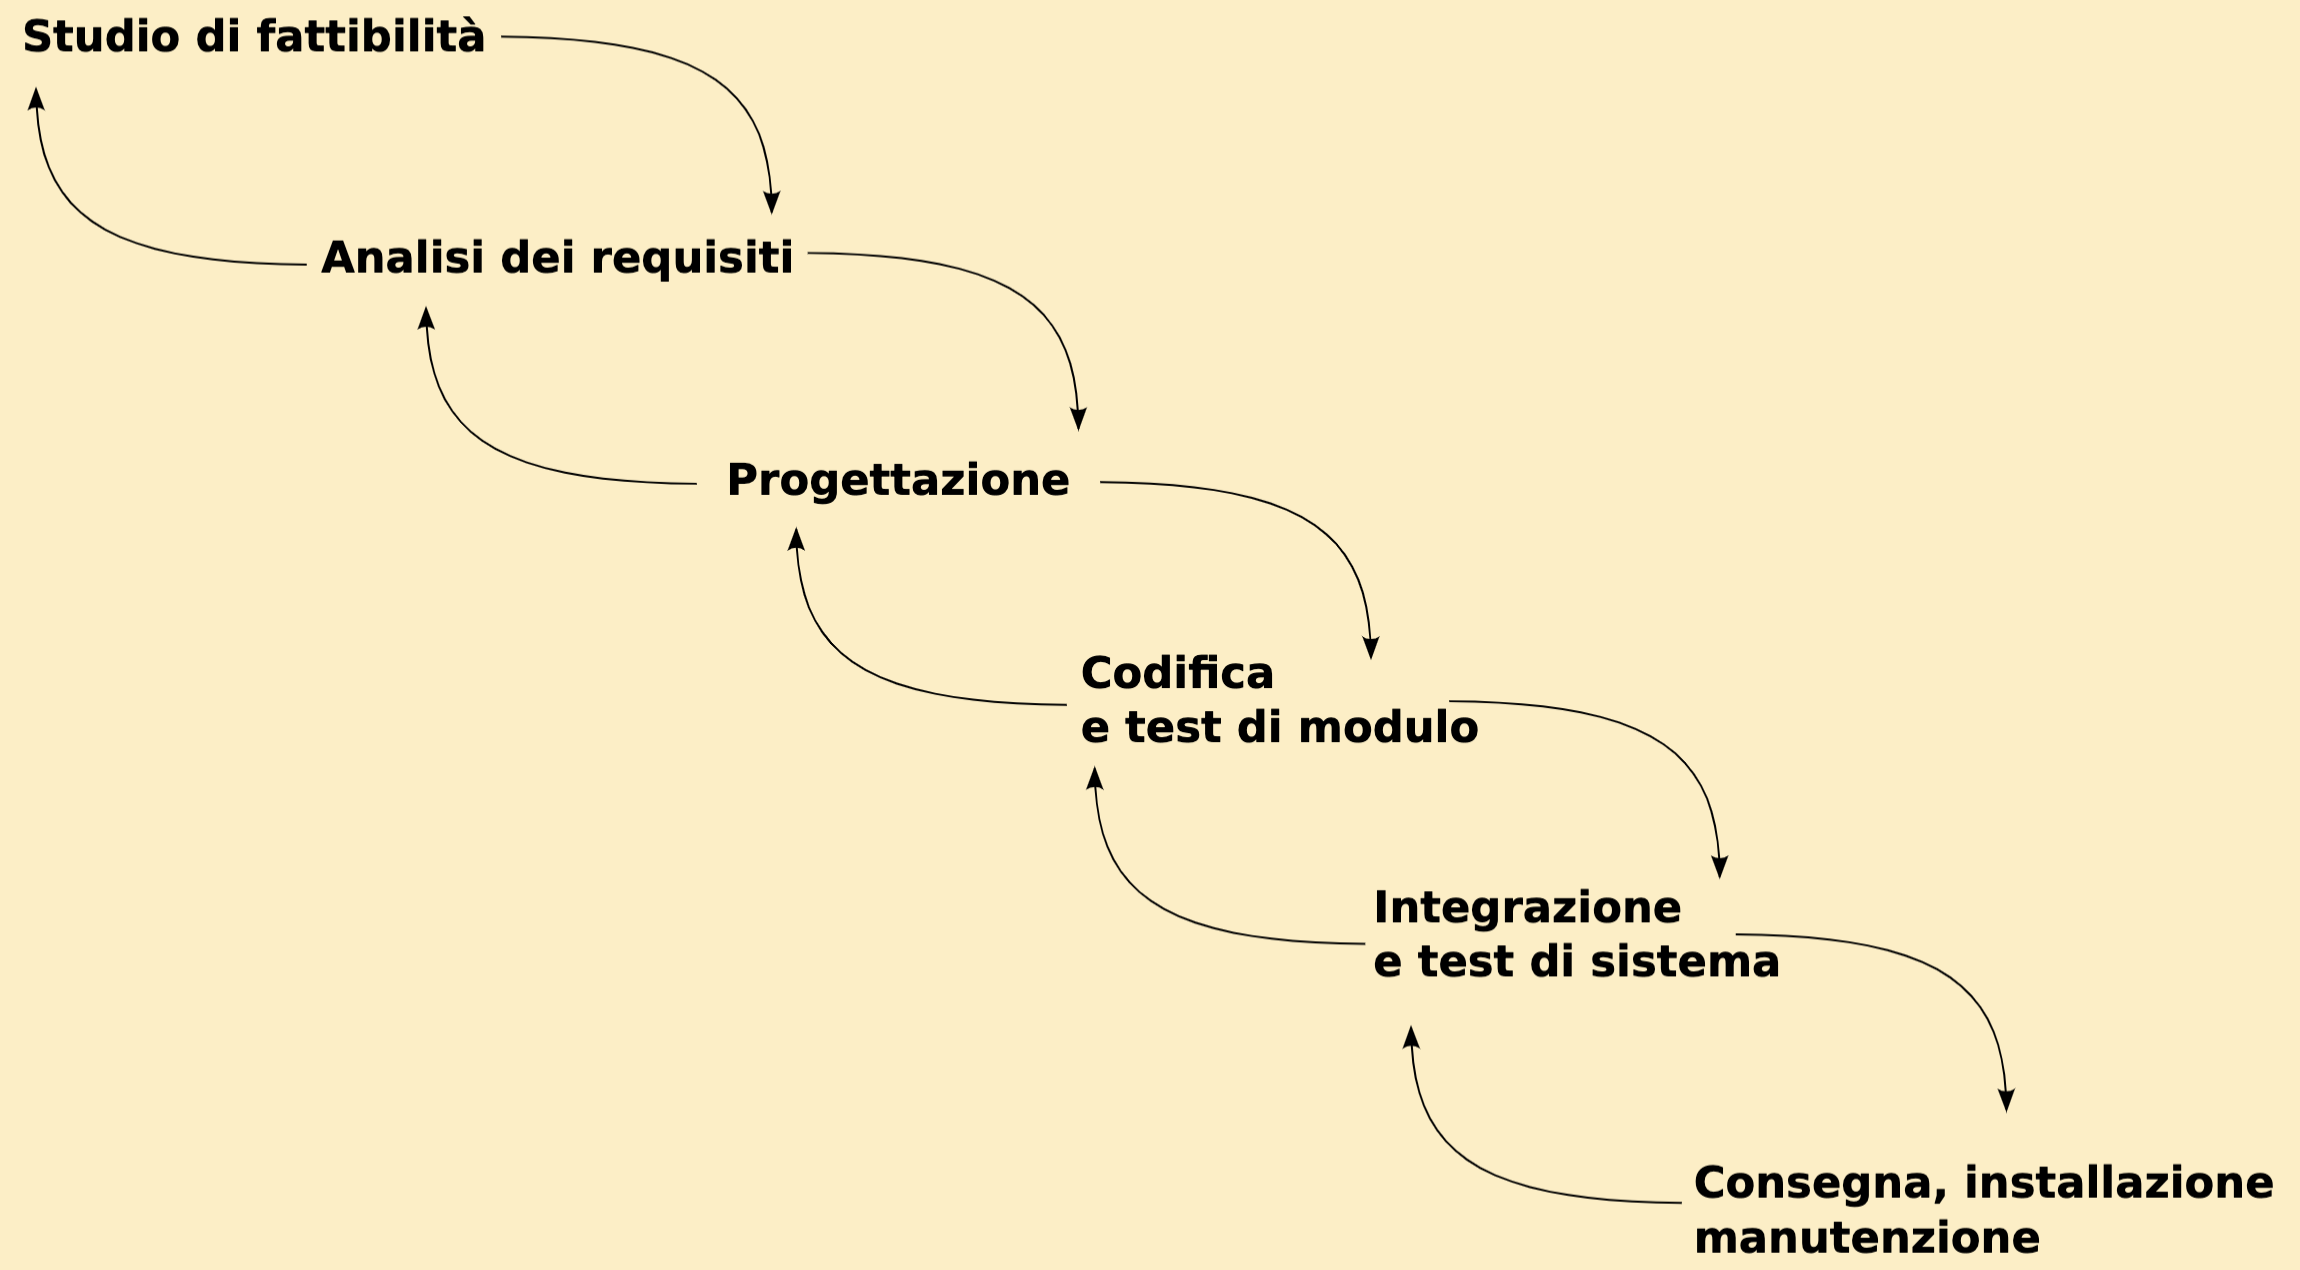 Studio di fattibilità
Analisi dei requisiti
Progettazione
Codifica
e test di modulo
Integrazione
e test di sistema
Consegna, installazione
manutenzione